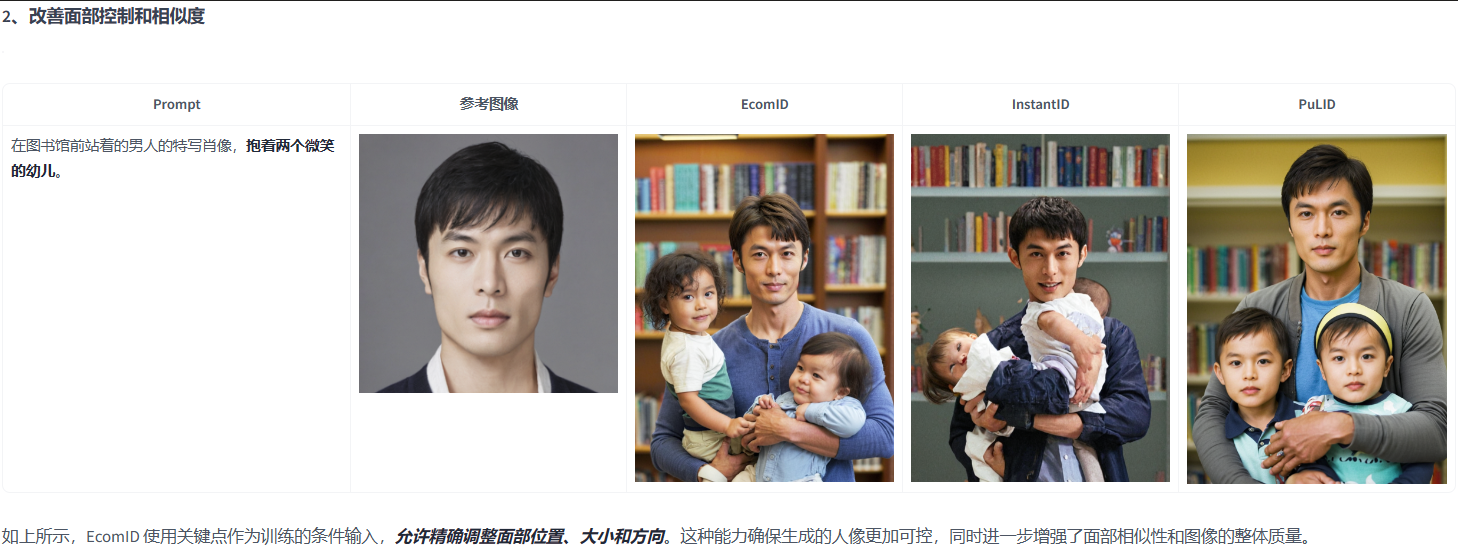 2、改善面部控制和相似度
Prompt
参考图像
EcomID
InstantID
PuLID
在图书馆前站着的男人的特写肖像，抱着两个微笑
的幼儿。
如上所示，EcomID 使用关键点作为训练的条件输入，允许精确调整面部位置、大小和方向。这种能力确保生成的人像更加可控，同时进一步增强了面部相似性和图像的整体质量。